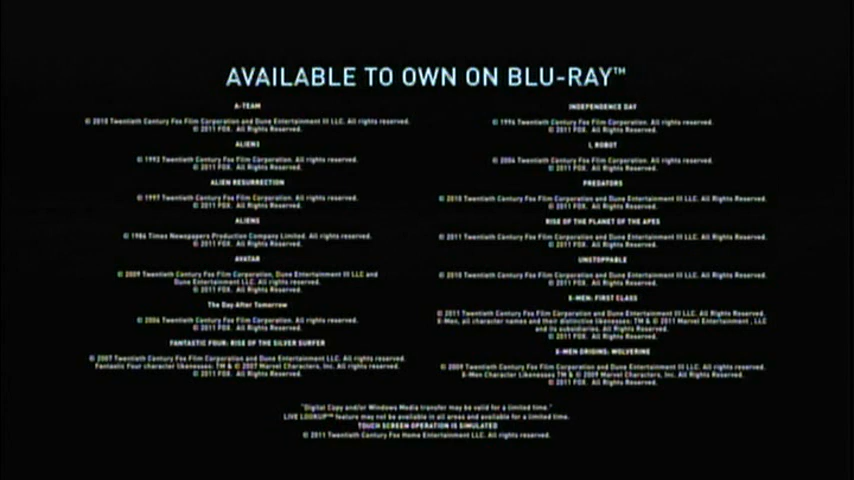 AVAILABLE TO OWN ON BLU-RAY™
A-TEAM
© 2010 Twentieth Century Fox Film Corporation and Dune Entertainment III LLC. All rights reserved.
© 2011 FOX. All Rights Reserved.
ALIEN3
© 1992 Twentieth Century Fox Film Corporation. All rights reserved.
© 2011 FOX. All Rights Reserved.
ALIEN RESURRECTION
© 1997 Twentieth Century Fox Film Corporation. All rights reserved.
© 2011 FOX. All Rights Reserved.
ALIENS
© 1986 Times Newspapers Production Company Limited. All rights reserved.
© 2011 FOX. All Rights Reserved.
AVATAR
© 2009 Twentieth Century Fox Film Corporation, Dune Entertainment III LLC and
Dune Entertainment LLC. All rights reserved.
© 2011 FOX. All Rights Reserved.
The Day After Tomorrow
© 2004 Twentieth Century Fox Film Corporation. All rights reserved.
© 2011 FOX. All Rights Reserved.
FANTASTIC FOUR: RISE OF THE SILVER SURFER
© 2007 Twentieth Century Fox Film Corporation and Dune Entertainment LLC. All rights reserved.
Fantastic Four character likenesses: TM & © 2007 Marvel Characters, Inc. All rights reserved.
© 2011 FOX. All Rights Reserved.
INDEPENDENCE DAY
© 1996 Twentieth Century Fox Film Corporation. All rights reserved.
© 2011 FOX. All Rights Reserved.
I, ROBOT
© 2004 Twentieth Century Fox Film Corporation. All rights reserved.
© 2011 FOX. All Rights Reserved.
PREDATORS
© 2010 Twentieth Century Fox Film Corporation and Dune Entertainment III LLC. All Rights Reserved.
© 2011 FOX. All Rights Reserved.
RISE OF THE PLANET OF THE APES
© 2011 Twentieth Century Fox Film Corporation and Dune Entertainment III LLC. All Rights Reserved.
© 2011 FOX. All Rights Reserved.
UNSTOPPABLE
© 2010 Twentieth Century Fox Film Corporation and Dune Entertainment III LLC. All Rights Reserved.
© 2011 FOX. All Rights Reserved.
X-MEN: FIRST CLASS
© 2011 Twentieth Century Fox Film Corporation and Dune Entertainment III LLC. All Rights Reserved.
X-Men, all character names and their distinctive likenesses: TM & © 2011 Marvel Entertainment , LLC
and its subsidiaries. All rights reserved.
© 2011 FOX. All Rights Reserved.
X-MEN ORIGINS: WOLVERINE
© 2009 Twentieth Century Fox Film Corporation and Dune Entertainment III LLC. All Rights Reserved.
X-Men Character Likenesses TM & © 2009 Marvel Characters, Inc. All Rights Reserved.
© 2011 FOX. All Rights Reserved.
"Digital Copy and/or Windows Media transfer may be valid for a limited time."
LIVE LOOKUP™ feature may not be available in all areas and available for a limited time.
TOUCH SCREEN OPERATION IS SIMULATED
© 2011 Twentieth Century Fox Home Entertainment LLC. All rights reserved.